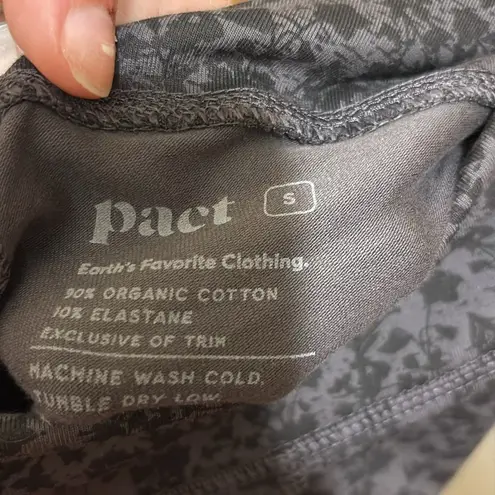 Pact S
Earth's Favorite Clothing.
90% ORGANIC COTTON
10% ELASTANE
EXCLUSIVE OF TRIM
MACHINE WASH COLD,
TUMBLE DRY LOW.